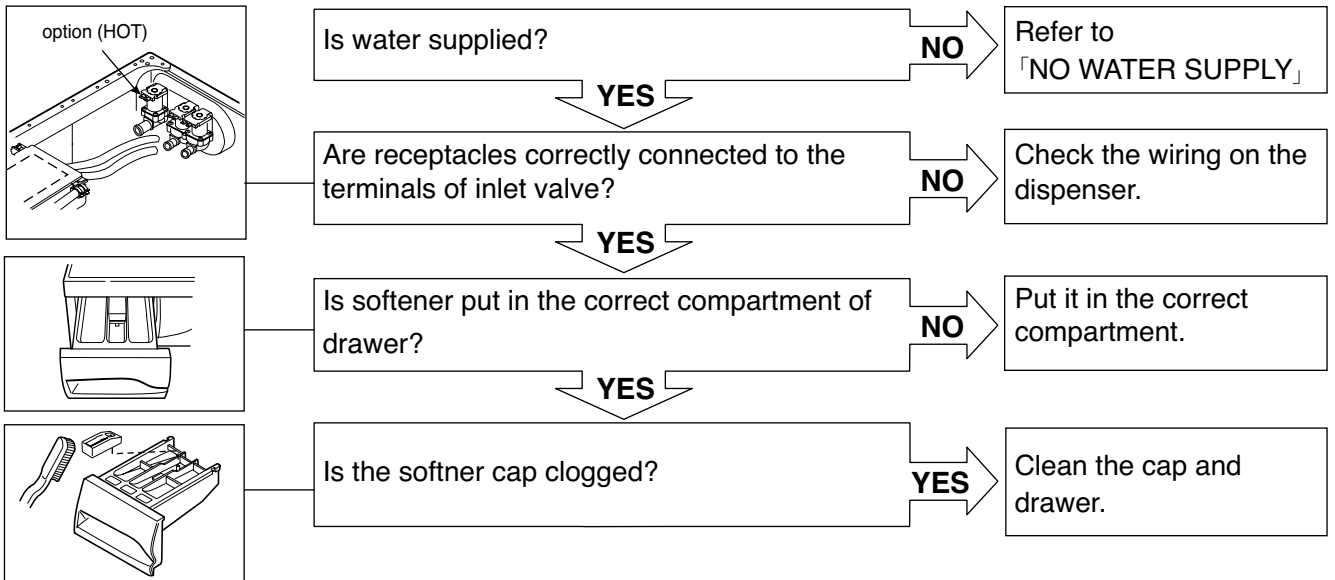 option (HOT)
Is water supplied?
NO
Refer to
「NO WATER SUPPLY」
YES
Are receptacles correctly connected to the
terminals of inlet valve?
NO
Check the wiring on the
dispenser.
YES
Is softener put in the correct compartment of
drawer?
NO
Put it in the correct
compartment.
YES
Is the softner cap clogged?
YES
Clean the cap and
drawer.